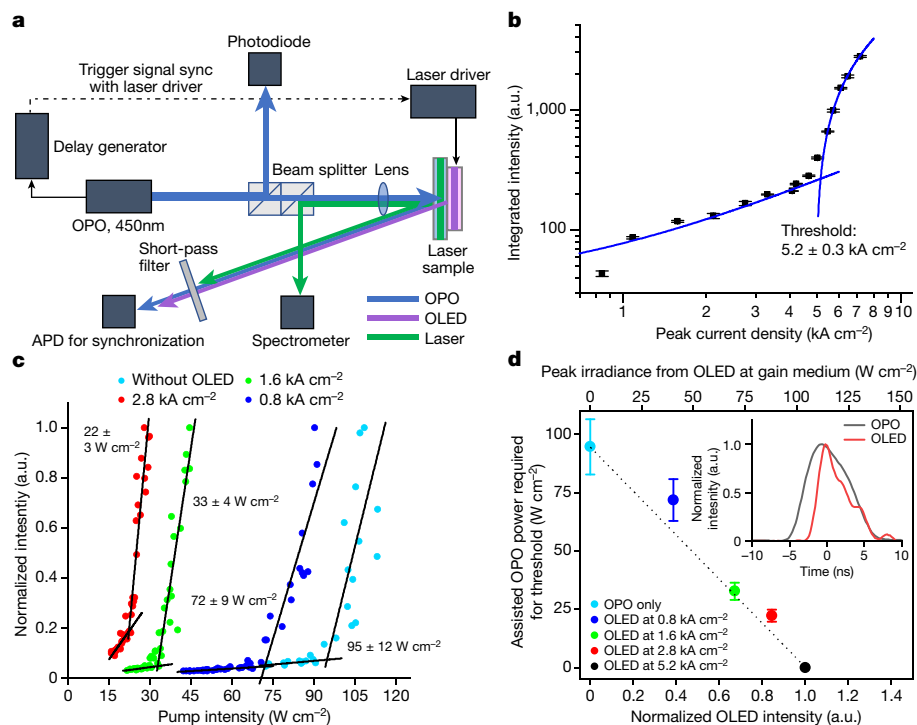 a
Photodiode
Trigger signal sync
with laser driver
Laser driver
Delay generator
Beam splitter
Lens
OPO, 450nm
Short-pass
filter
Laser
sample
APD for synchronization
Spectrometer
OPO
OLED
Laser
b
Integrated intensity (a.u.)
1,000
100
Threshold:
5.2 ± 0.3 kA cm⁻²
1 2 3 4 5 6 7 8 9 10
Peak current density (kA cm⁻²)
c
Without OLED
1.6 kA cm⁻²
2.8 kA cm⁻²
0.8 kA cm⁻²
Normalized intenstiy (a.u.)
1.0
0.8
0.6
0.4
0.2
0
22 ±
3 W cm⁻²
33 ± 4 W cm⁻²
72 ± 9 W cm⁻²
95 ± 12 W cm⁻²
0 15 30 45 60 75 90 105 120
Pump intensity (W cm⁻²)
d
Peak irradiance from OLED at gain medium (W cm⁻²)
0 25 50 75 100 125 150
Assisted OPO power required
for threshold (W cm⁻²)
100
75
50
25
0
OPO
OLED
Normalized
intesnity (a.u.)
1.0
0.5
0
−10 −5 0 5 10
Time (ns)
OPO only
OLED at 0.8 kA cm⁻²
OLED at 1.6 kA cm⁻²
OLED at 2.8 kA cm⁻²
OLED at 5.2 kA cm⁻²
0 0.2 0.4 0.6 0.8 1.0 1.2 1.4
Normalized OLED intensity (a.u.)